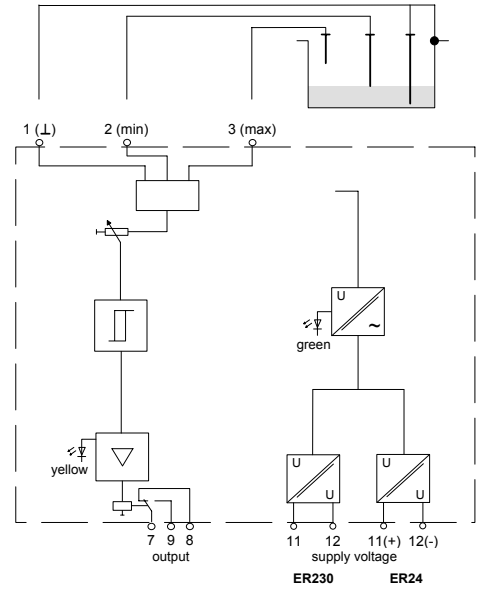 1 (⊥) 2 (min) 3 (max)
U
~
green
yellow
U
U
U
U
7 9 8
11 12 11(+) 12(-)
output supply voltage
ER230 ER24